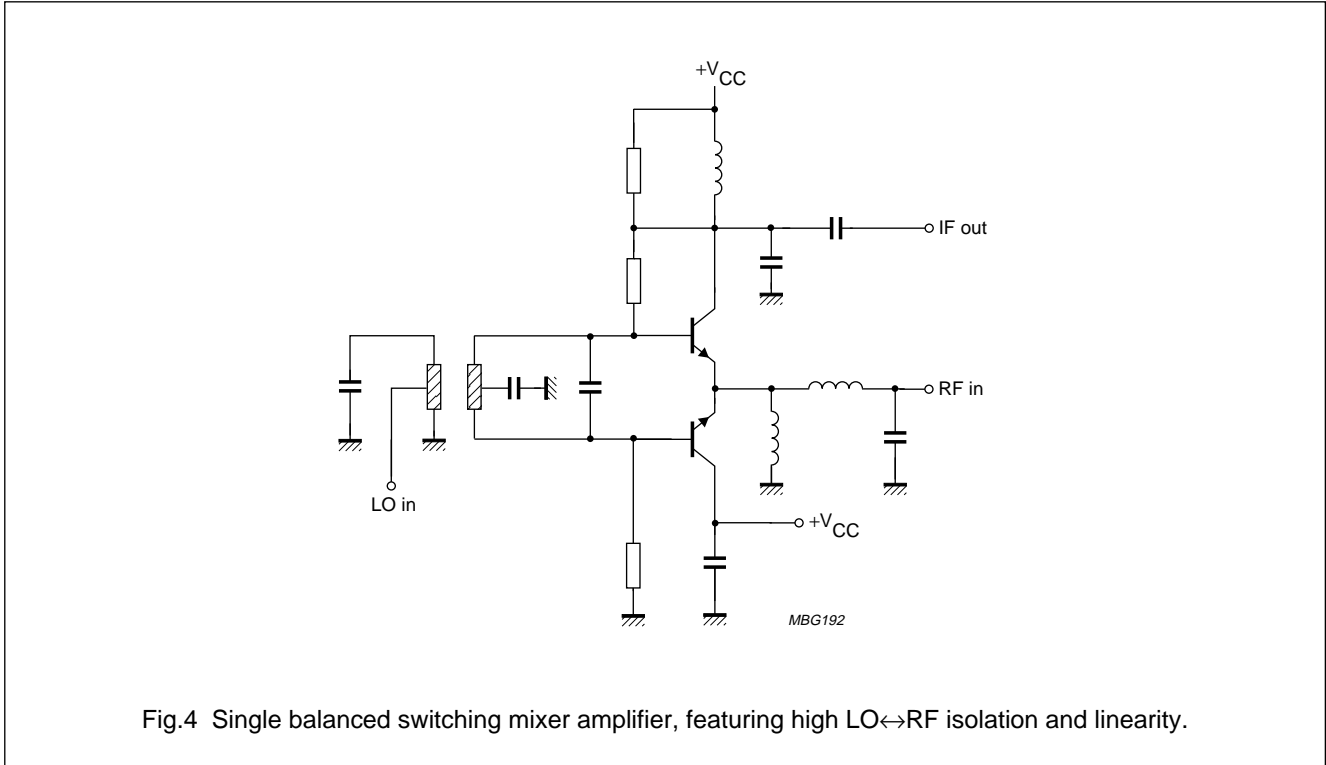 +VCC
IF out
RF in
LO in
+VCC
MBG192
Fig.4 Single balanced switching mixer amplifier, featuring high LO↔RF isolation and linearity.